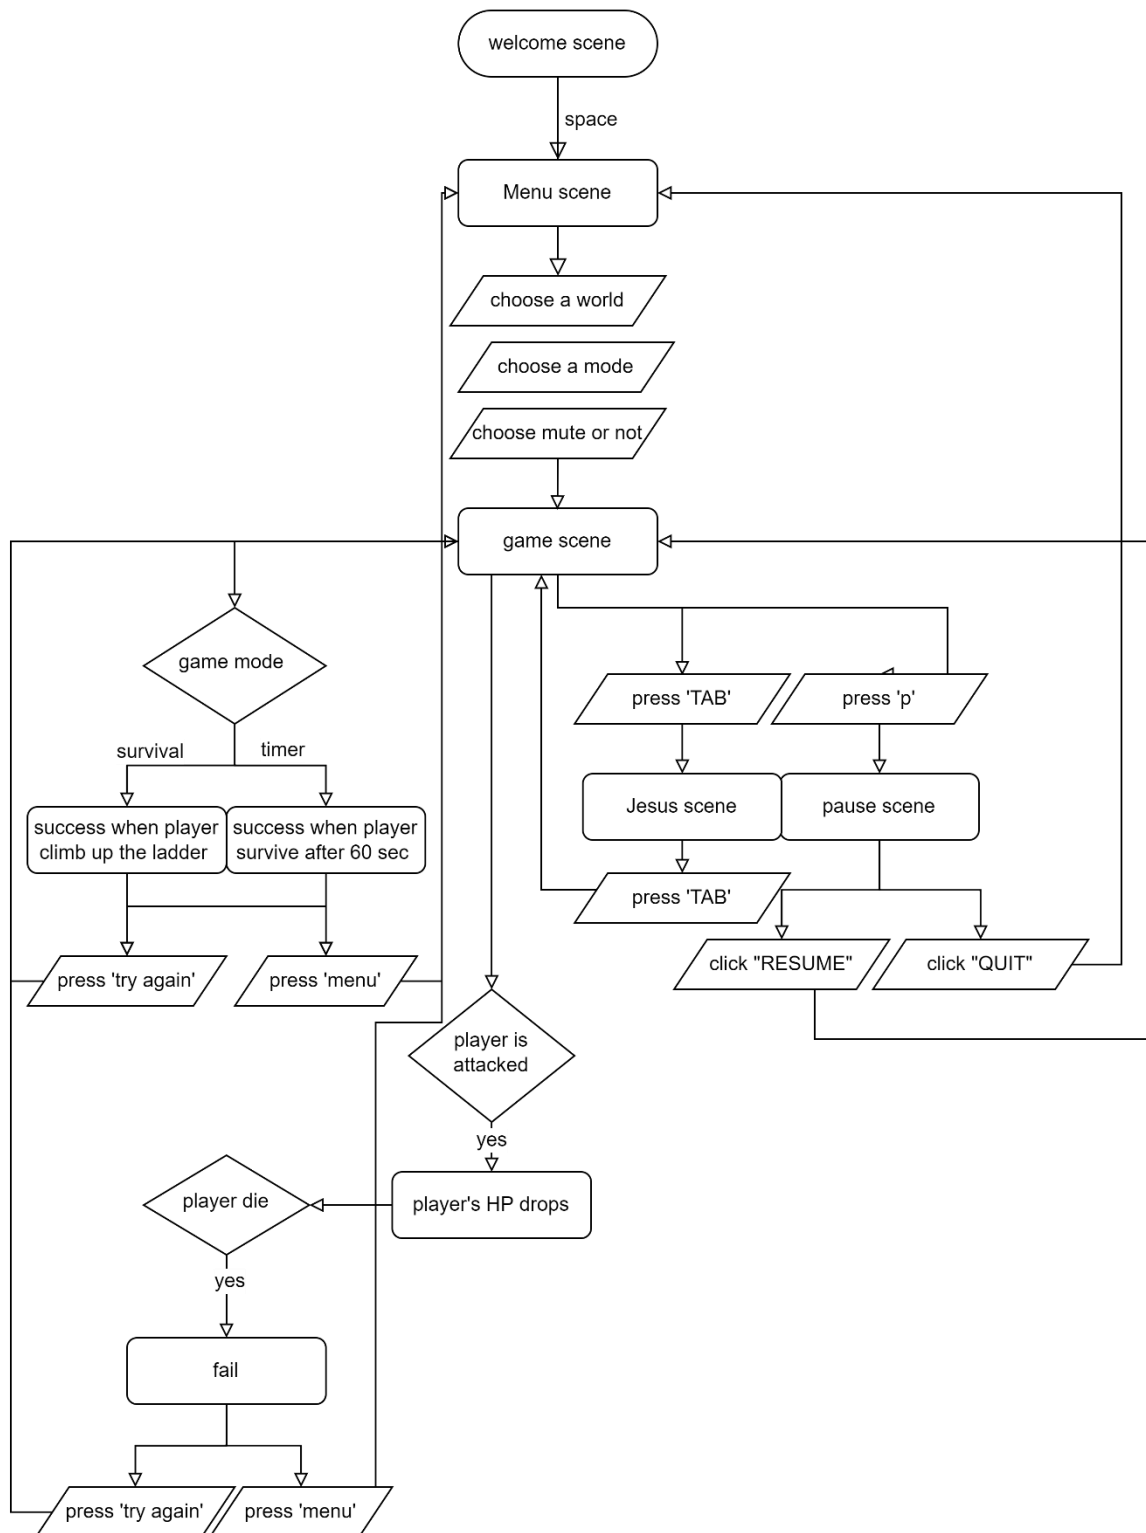 welcome scene
space
Menu scene
choose a world
choose a mode
choose mute or not
game scene
game mode
press 'TAB'
press 'p'
survival
timer
Jesus scene
pause scene
success when player
climb up the ladder
success when player
survive after 60 sec
press 'TAB'
click "RESUME"
click "QUIT"
press 'try again'
press 'menu'
player is
attacked
yes
player's HP drops
player die
yes
fail
press 'try again'
press 'menu'